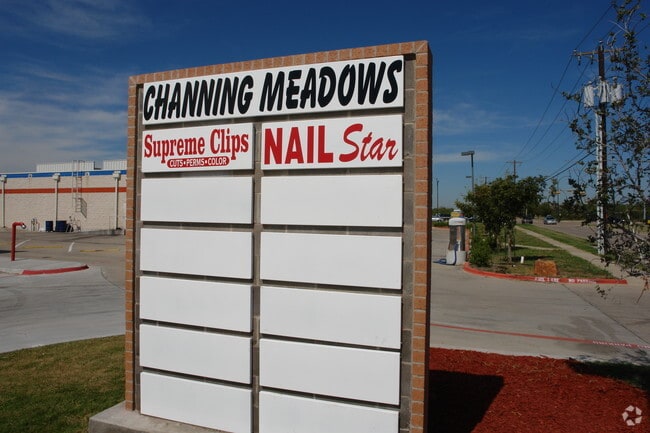 CHANNING MEADOWS
Supreme Clips
CUTS•PERMS•COLOR
NAIL Star